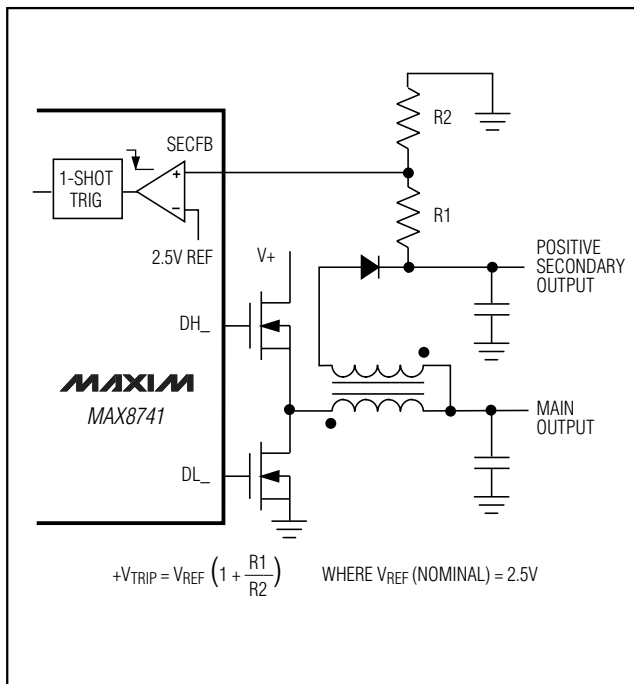 R2
SECFB
R1
1-SHOT
TRIG
+
−
2.5V REF
V+
POSITIVE
SECONDARY
OUTPUT
DH_
MAXIM
MAX8741
MAIN
OUTPUT
DL_
+VTRIP = VREF (1 + R1/R2) WHERE VREF (NOMINAL) = 2.5V